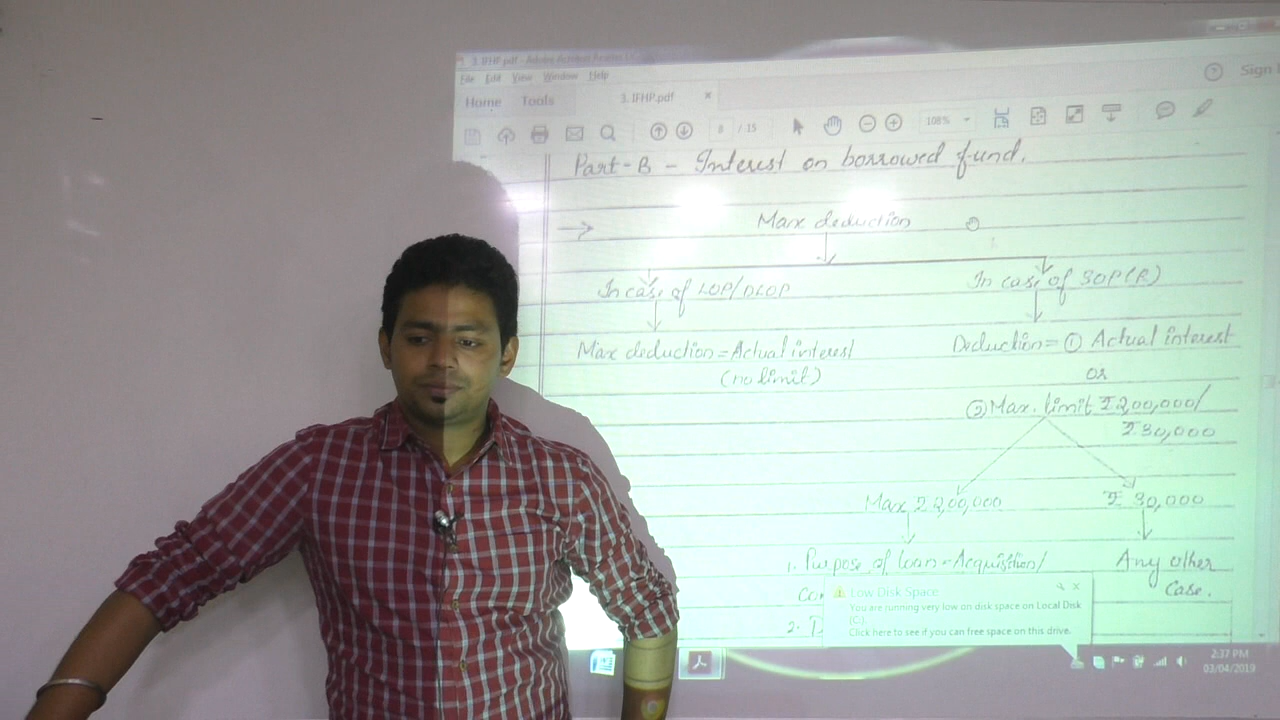 3. IFHP.pdf - Adobe Acrobat Reader DC
File Edit View Window Help
Home Tools 3. IFHP.pdf × Sign
8 / 15 108%
Part-B - Interest on borrowed fund.
→ Max deduction
In case of LOP/DLOP In case of SOP(R)
Max deduction = Actual interest Deduction = ① Actual interest
(no limit) or
② Max. limit ₹200,000/
₹30,000
Max ₹200,000 ₹30,000
1. Purpose of loan = Acquisition/ Any other
Case.
2.
Low Disk Space
You are running very low on disk space on Local Disk
(C:)
Click here to see if you can free space on this drive.
2:37 PM
03/04/2019